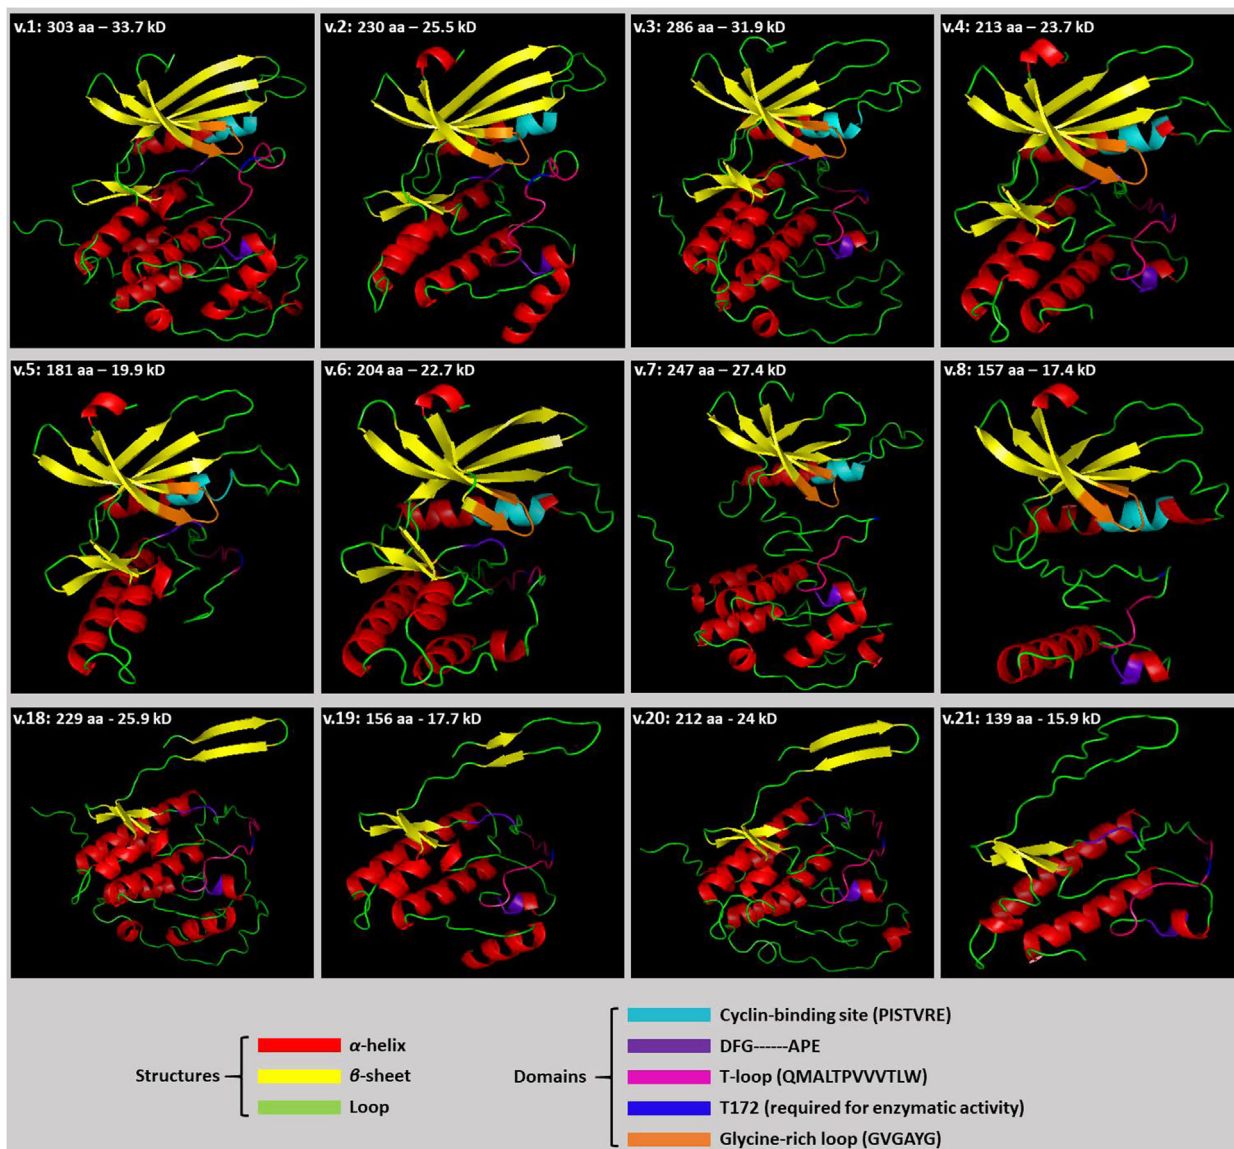 v.1: 303 aa – 33.7 kD
v.2: 230 aa – 25.5 kD
v.3: 286 aa – 31.9 kD
v.4: 213 aa – 23.7 kD
v.5: 181 aa – 19.9 kD
v.6: 204 aa – 22.7 kD
v.7: 247 aa – 27.4 kD
v.8: 157 aa – 17.4 kD
v.18: 229 aa - 25.9 kD
v.19: 156 aa - 17.7 kD
v.20: 212 aa - 24 kD
v.21: 139 aa - 15.9 kD
Structures
α-helix
β-sheet
Loop
Domains
Cyclin-binding site (PISTVRE)
DFG------APE
T-loop (QMALTPVVVTLW)
T172 (required for enzymatic activity)
Glycine-rich loop (GVGAYG)